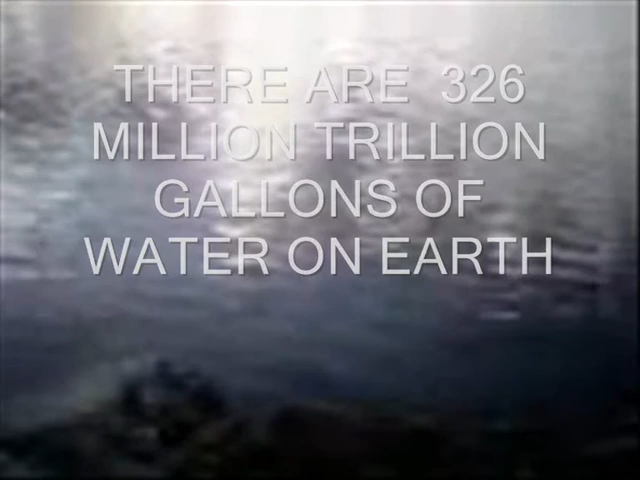 THERE ARE 326
MILLION TRILLION
GALLONS OF
WATER ON EARTH